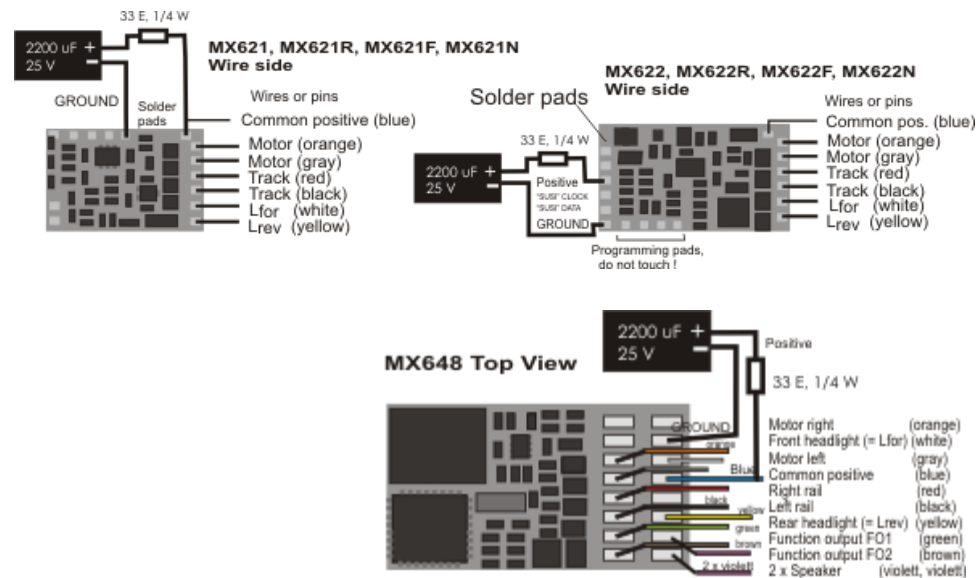 33 E, 1/4 W
2200 uF +
25 V −
MX621, MX621R, MX621F, MX621N
Wire side
GROUND
Solder
pads
Wires or pins
Common positive (blue)
Motor (orange)
Motor (gray)
Track (red)
Track (black)
Lfor (white)
Lrev (yellow)
MX622, MX622R, MX622F, MX622N
Wire side
Solder pads
Wires or pins
Common pos. (blue)
33 E, 1/4 W
2200 uF +
25 V −
Positive
"SUSI" CLOCK
"SUSI" DATA
GROUND
Motor (orange)
Motor (gray)
Track (red)
Track (black)
Lfor (white)
Lrev (yellow)
Programming pads,
do not touch !
2200 uF +
25 V −
Positive
33 E, 1/4 W
MX648 Top View
GROUND
orange
Blue
black
yellow
green
brown
2 x violett
Motor right (orange)
Front headlight (= Lfor) (white)
Motor left (gray)
Common positive (blue)
Right rail (red)
Left rail (black)
Rear headlight (= Lrev) (yellow)
Function output FO1 (green)
Function output FO2 (brown)
2 x Speaker (violett, violett)